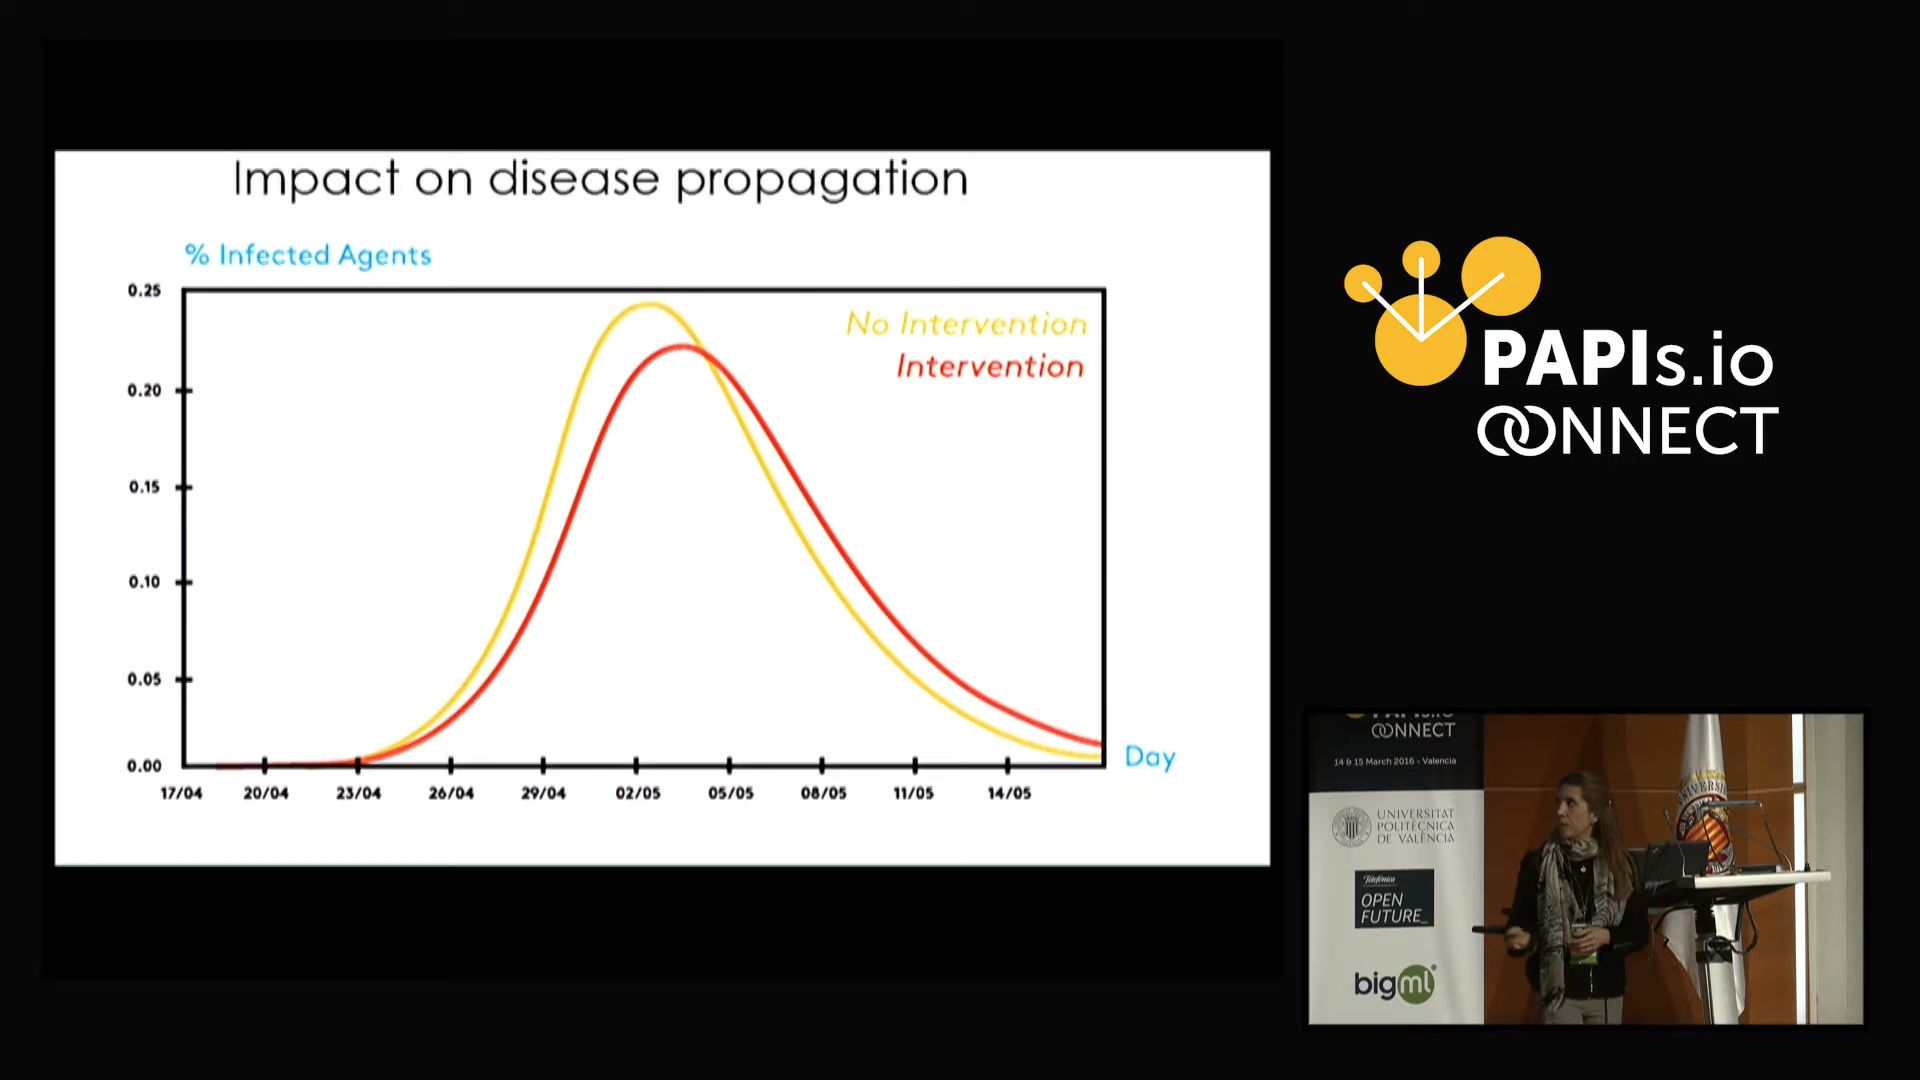 Impact on disease propagation
% Infected Agents
0.25
No Intervention
Intervention
0.20
0.15
0.10
0.05
0.00
Day
17/04 20/04 23/04 26/04 29/04 02/05 05/05 08/05 11/05 14/05
PAPIs.io
CONNECT
CONNECT
14 & 15 March 2016 - Valencia
UNIVERSITAT
POLITÈCNICA
DE VALÈNCIA
Telefónica
OPEN
FUTURE_
bigml